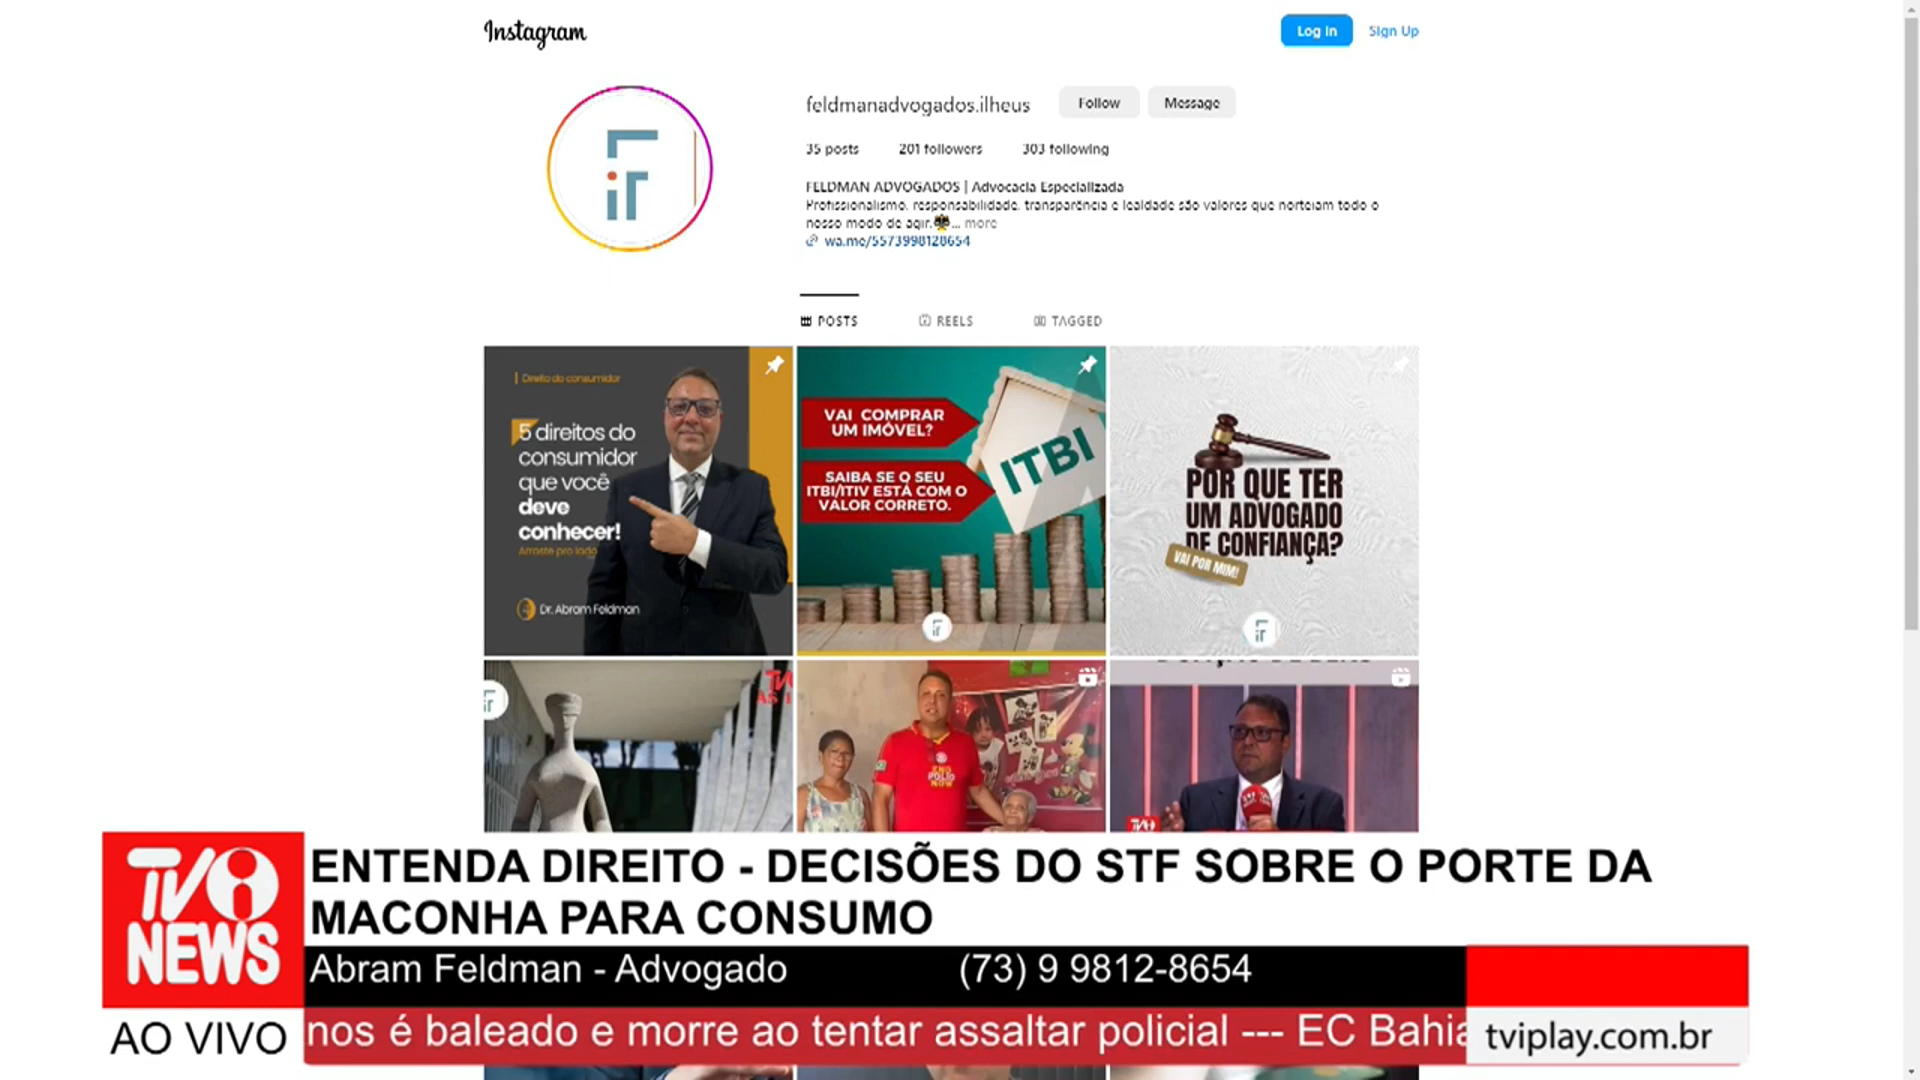 Instagram
Log In
Sign Up
feldmanadvogados.ilheus
Follow
Message
35 posts
201 followers
303 following
FELDMAN ADVOGADOS | Advocacia Especializada
Profissionalismo, responsabilidade, transparência e lealdade são valores que norteiam todo o
nosso modo de agir. ... more
wa.me/5573998128654
POSTS
REELS
TAGGED
Direito do consumidor
5 direitos do
consumidor
que você
deve
conhecer!
Arraste pro lado
Dr. Abram Feldman
VAI COMPRAR
UM IMÓVEL?
SAIBA SE O SEU
ITBI/ITIV ESTÁ COM O
VALOR CORRETO.
ITBI
POR QUE TER
UM ADVOGADO
DE CONFIANÇA?
VAI POR MIM!
END
POLIO
NOW
TVi
NEWS
ENTENDA DIREITO - DECISÕES DO STF SOBRE O PORTE DA
MACONHA PARA CONSUMO
Abram Feldman - Advogado
(73) 9 9812-8654
AO VIVO
nos é baleado e morre ao tentar assaltar policial --- EC Bahia
tviplay.com.br